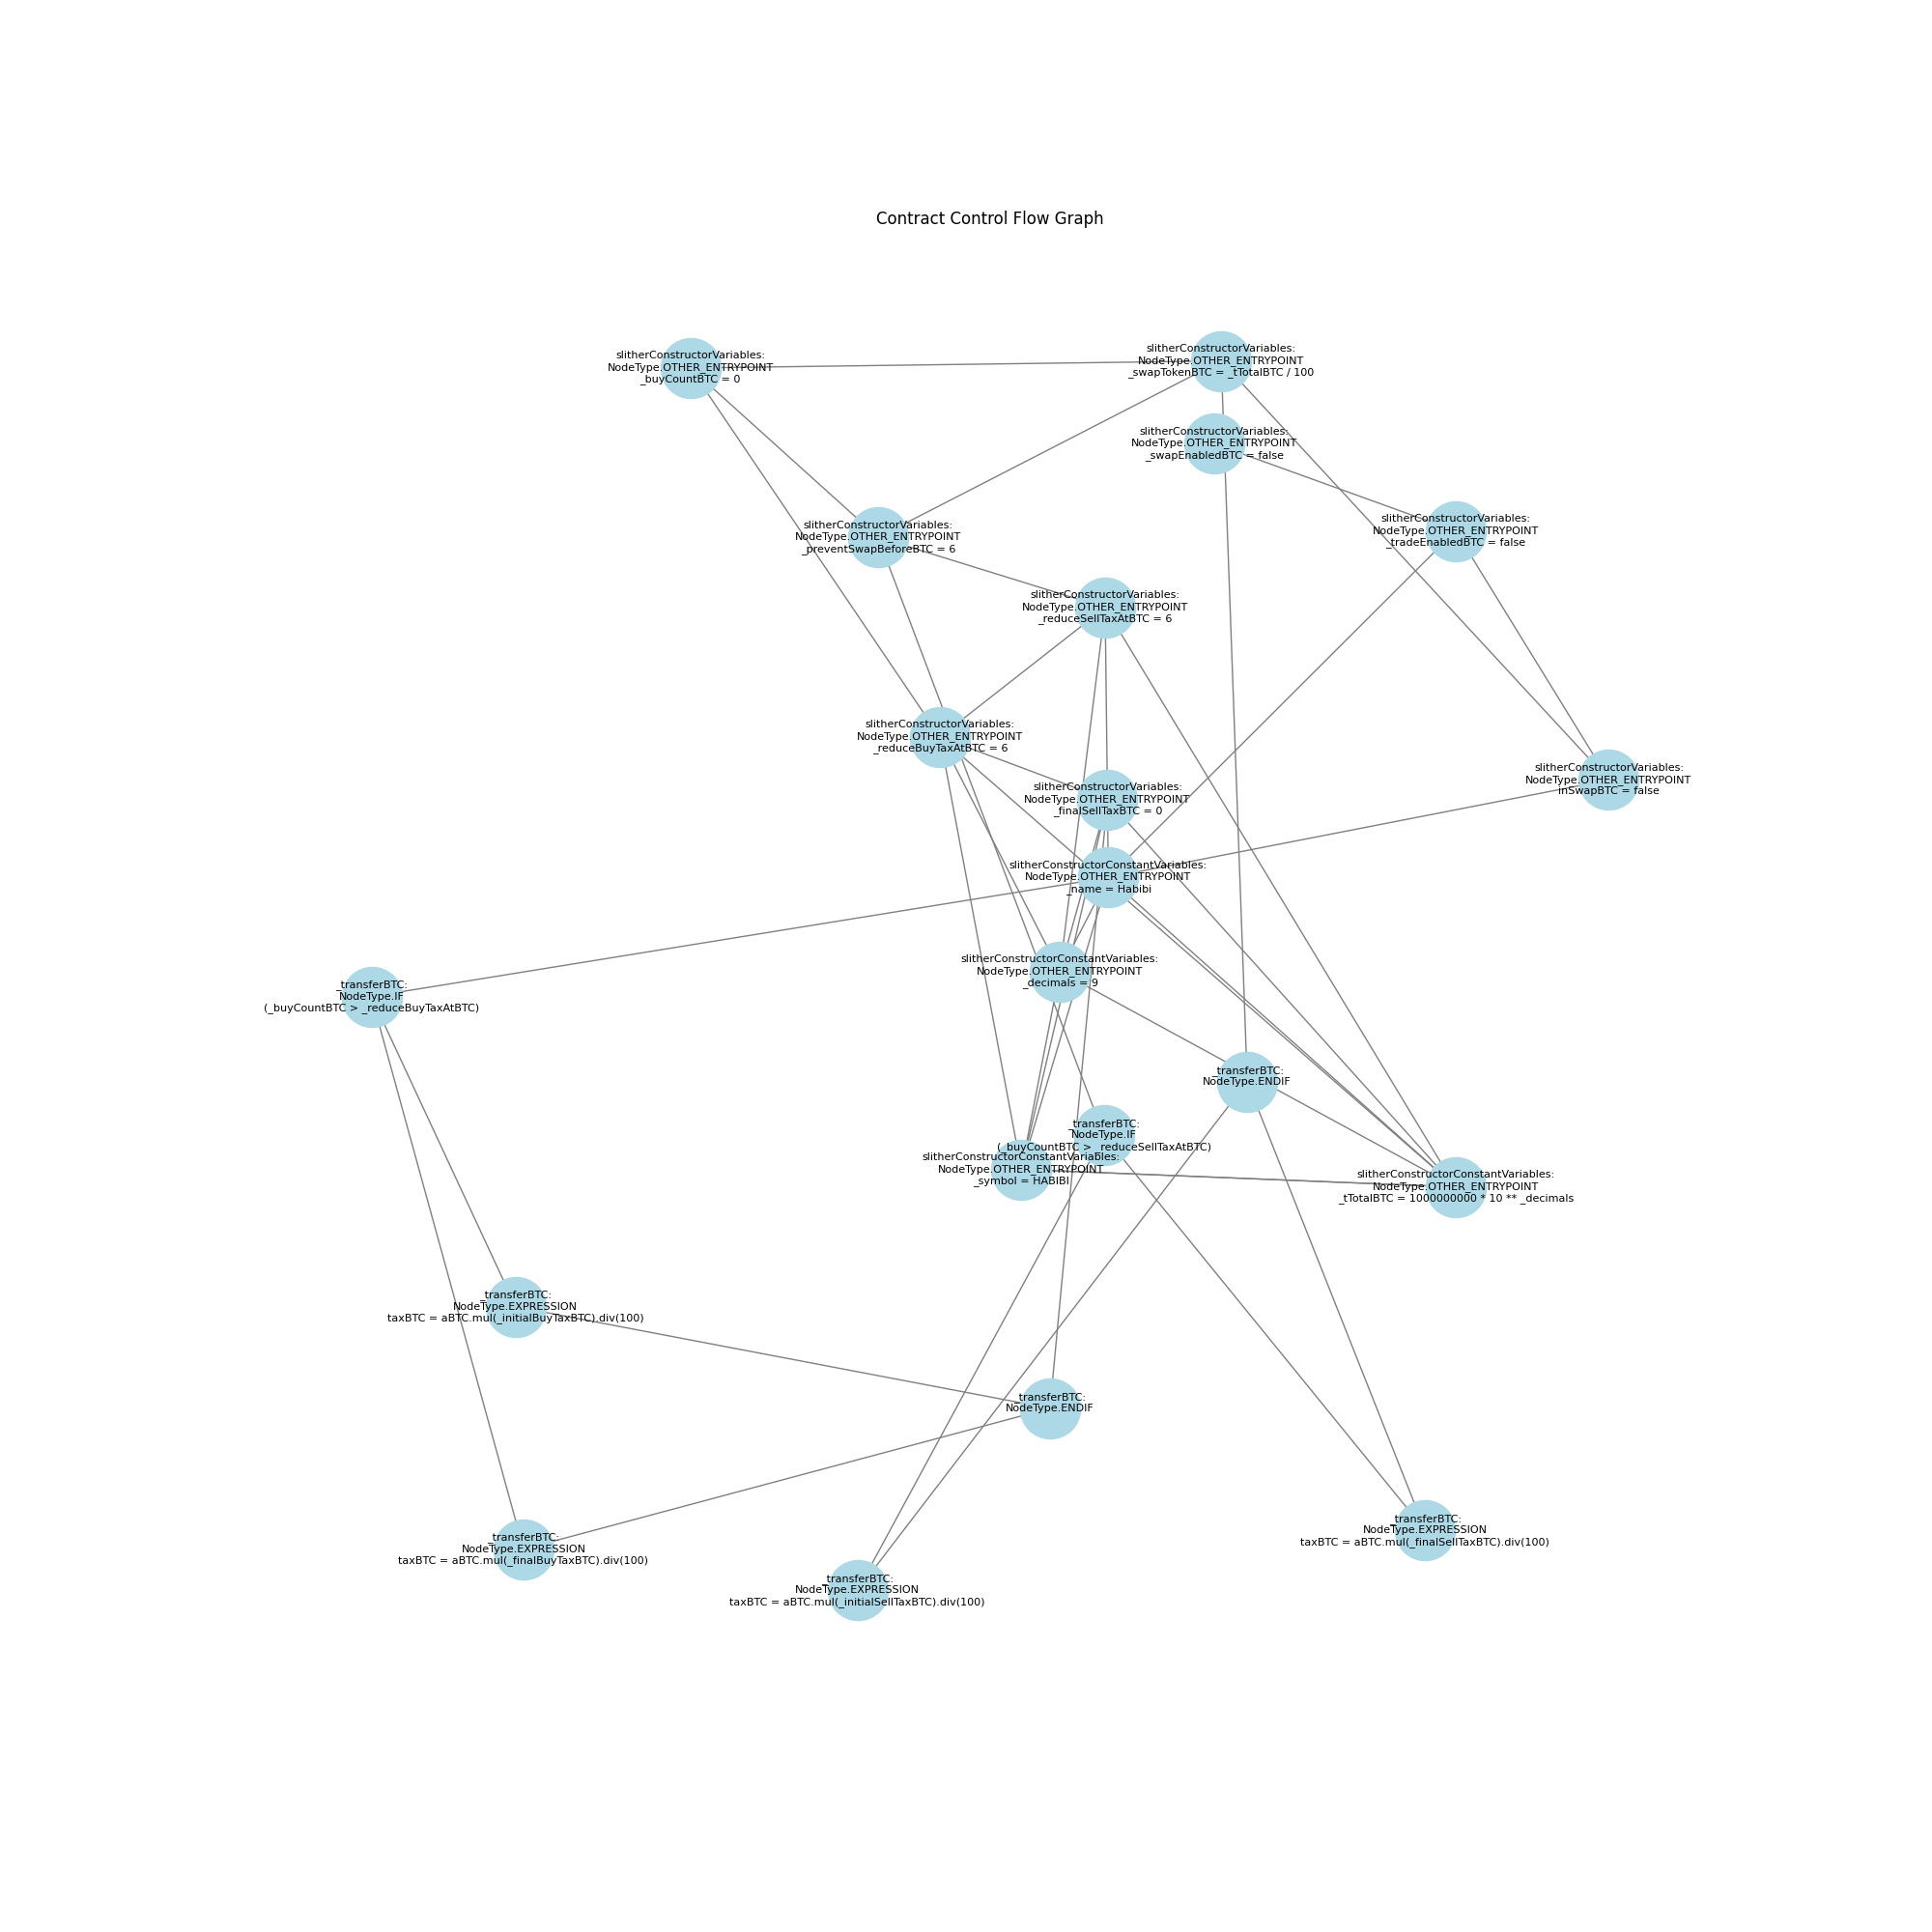 Contract Control Flow Graph
slitherConstructorVariables:
NodeType.OTHER_ENTRYPOINT
_buyCountBTC = 0
slitherConstructorVariables:
NodeType.OTHER_ENTRYPOINT
_swapTokenBTC = _tTotalBTC / 100
slitherConstructorVariables:
NodeType.OTHER_ENTRYPOINT
_swapEnabledBTC = false
slitherConstructorVariables:
NodeType.OTHER_ENTRYPOINT
_tradeEnabledBTC = false
slitherConstructorVariables:
NodeType.OTHER_ENTRYPOINT
_preventSwapBeforeBTC = 6
slitherConstructorVariables:
NodeType.OTHER_ENTRYPOINT
_reduceSellTaxAtBTC = 6
slitherConstructorVariables:
NodeType.OTHER_ENTRYPOINT
_reduceBuyTaxAtBTC = 6
slitherConstructorVariables:
NodeType.OTHER_ENTRYPOINT
inSwapBTC = false
slitherConstructorVariables:
NodeType.OTHER_ENTRYPOINT
_finalSellTaxBTC = 0
slitherConstructorConstantVariables:
NodeType.OTHER_ENTRYPOINT
_name = Habibi
slitherConstructorConstantVariables:
NodeType.OTHER_ENTRYPOINT
_decimals = 9
_transferBTC:
NodeType.IF
(_buyCountBTC > _reduceBuyTaxAtBTC)
_transferBTC:
NodeType.ENDIF
_transferBTC:
NodeType.IF
(_buyCountBTC > _reduceSellTaxAtBTC)
slitherConstructorConstantVariables:
NodeType.OTHER_ENTRYPOINT
_symbol = HABIBI
slitherConstructorConstantVariables:
NodeType.OTHER_ENTRYPOINT
_tTotalBTC = 1000000000 * 10 ** _decimals
_transferBTC:
NodeType.EXPRESSION
taxBTC = aBTC.mul(_initialBuyTaxBTC).div(100)
_transferBTC:
NodeType.ENDIF
_transferBTC:
NodeType.EXPRESSION
taxBTC = aBTC.mul(_finalBuyTaxBTC).div(100)
_transferBTC:
NodeType.EXPRESSION
taxBTC = aBTC.mul(_finalSellTaxBTC).div(100)
_transferBTC:
NodeType.EXPRESSION
taxBTC = aBTC.mul(_initialSellTaxBTC).div(100)